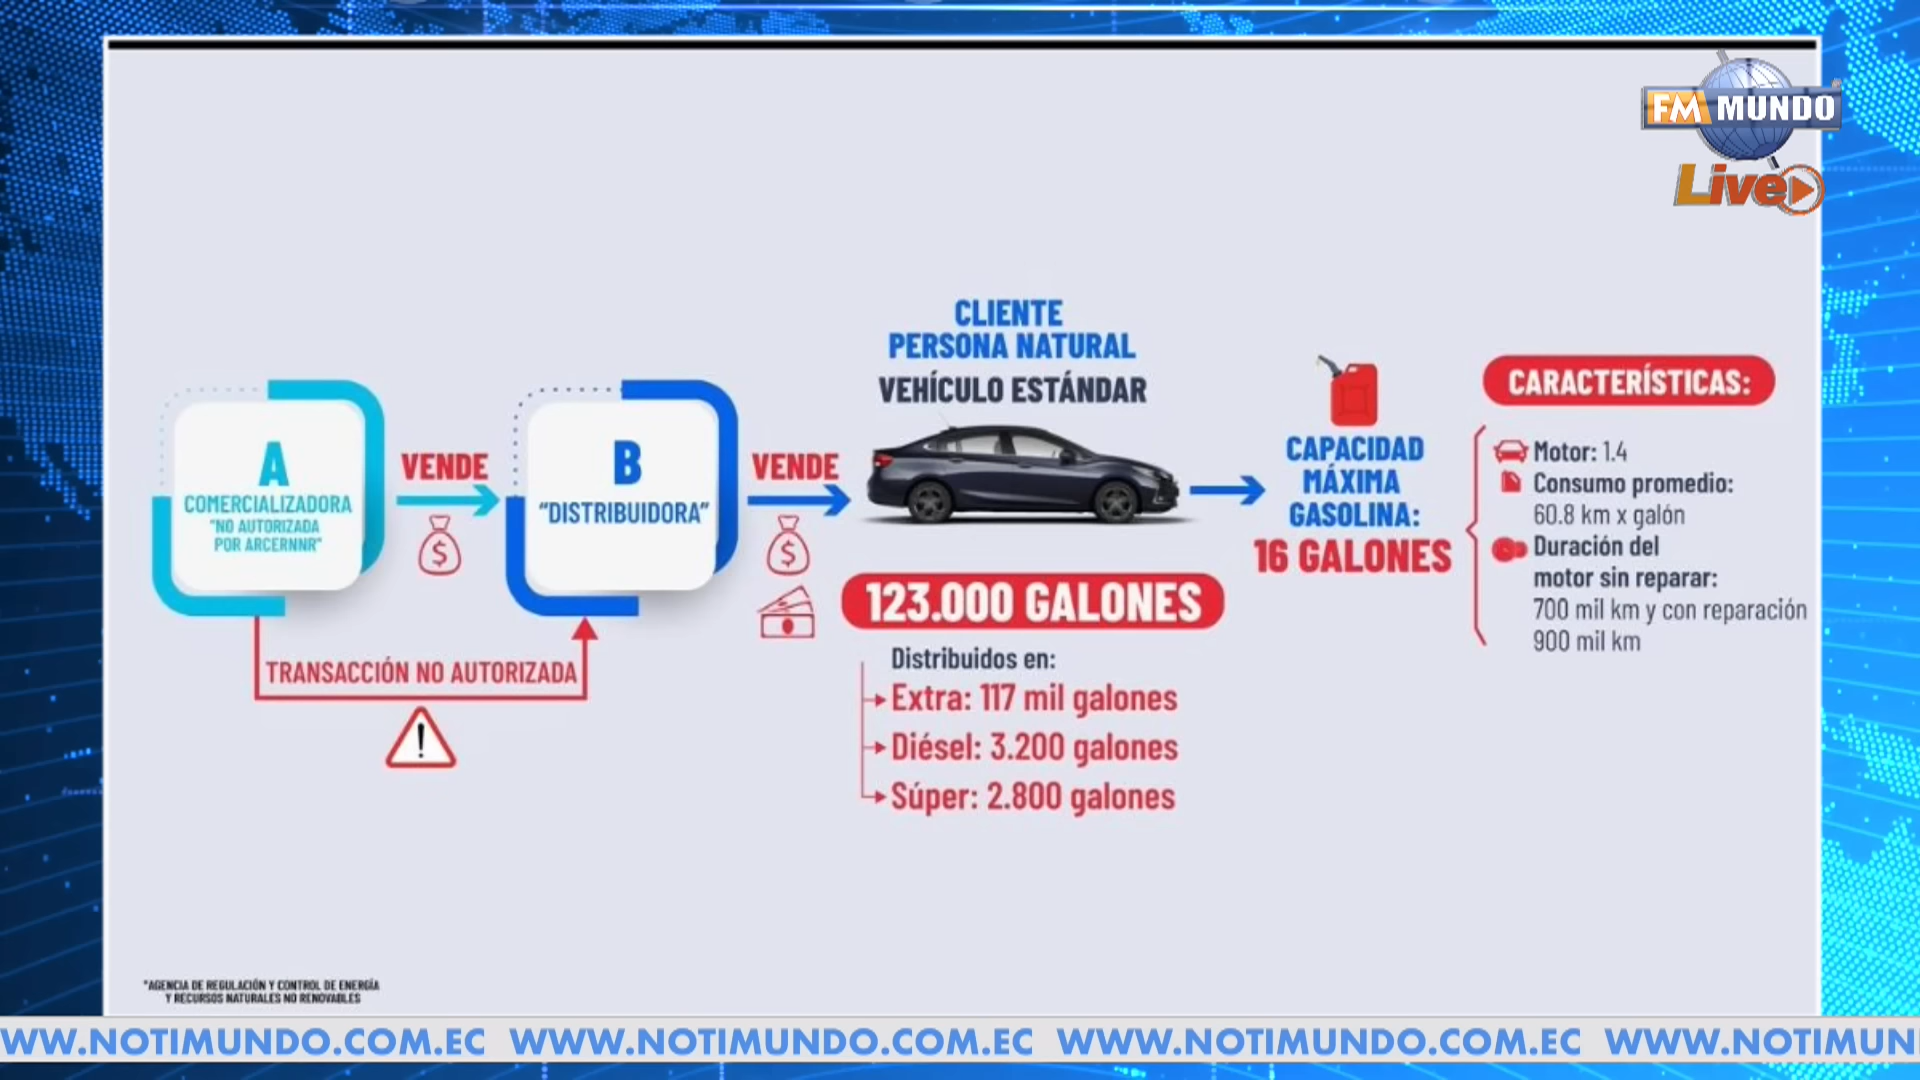 FM MUNDO
Live
CLIENTE
PERSONA NATURAL
VEHÍCULO ESTÁNDAR
A
COMERCIALIZADORA
"NO AUTORIZADA
POR ARCERNNR"
VENDE
$
B
"DISTRIBUIDORA"
VENDE
$
TRANSACCIÓN NO AUTORIZADA
!
123.000 GALONES
Distribuidos en:
Extra: 117 mil galones
Diésel: 3.200 galones
Súper: 2.800 galones
CAPACIDAD
MÁXIMA
GASOLINA:
16 GALONES
CARACTERÍSTICAS:
Motor: 1.4
Consumo promedio:
60.8 km x galón
Duración del
motor sin reparar:
700 mil km y con reparación
900 mil km
"AGENCIA DE REGULACIÓN Y CONTROL DE ENERGÍA
Y RECURSOS NATURALES NO RENOVABLES
WW.NOTIMUNDO.COM.EC WWW.NOTIMUNDO.COM.EC WWW.NOTIMUNDO.COM.EC WWW.NOTIMUN